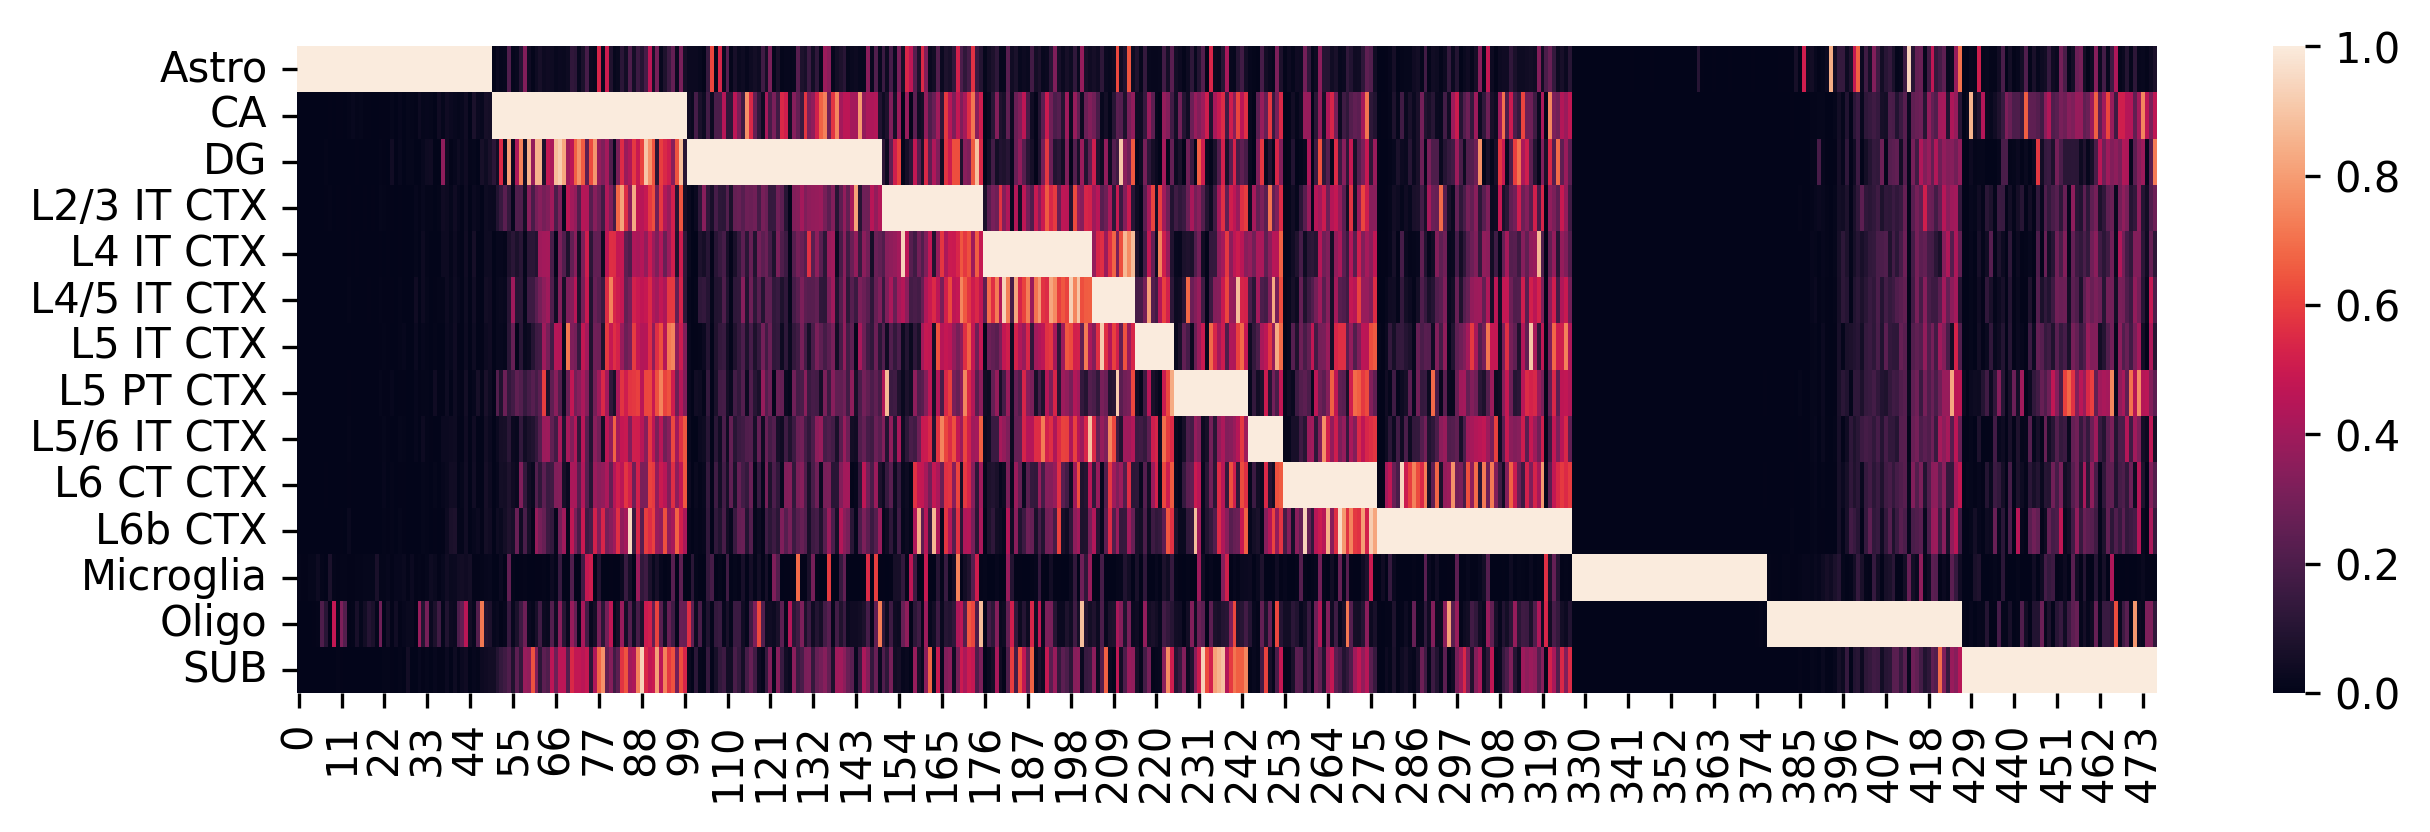 Astro
CA
DG
L2/3 IT CTX
L4 IT CTX
L4/5 IT CTX
L5 IT CTX
L5 PT CTX
L5/6 IT CTX
L6 CT CTX
L6b CTX
Microglia
Oligo
SUB
0 11 22 33 44 55 66 77 88 99 110 121 132 143 154 165 176 187 198 209 220 231 242 253 264 275 286 297 308 319 330 341 352 363 374 385 396 407 418 429 440 451 462 473
1.0
0.8
0.6
0.4
0.2
0.0